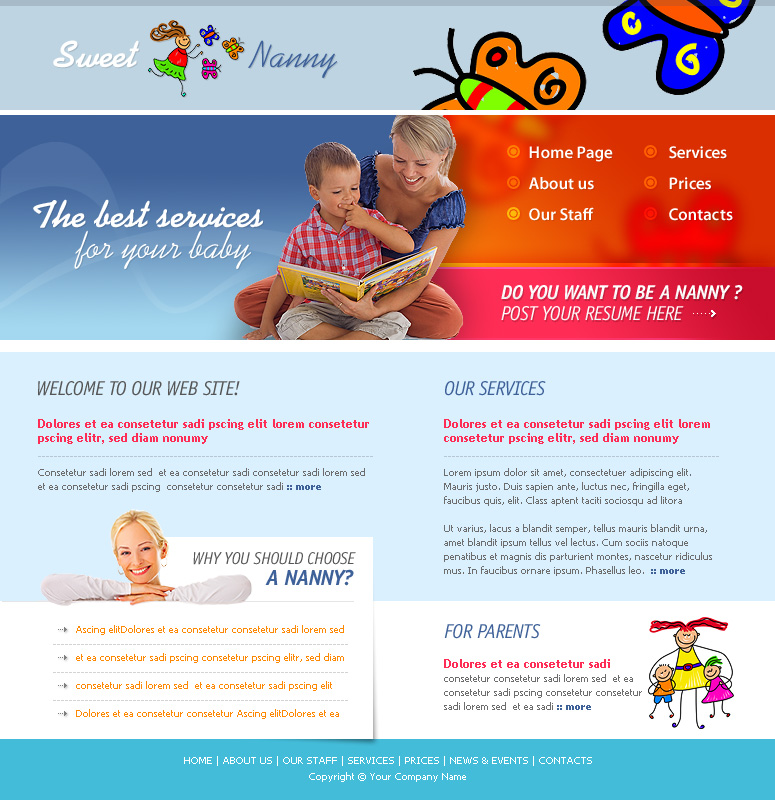 Sweet Nanny
The best services
for your baby
Home Page
Services
About us
Prices
Our Staff
Contacts
DO YOU WANT TO BE A NANNY ?
POST YOUR RESUME HERE
WELCOME TO OUR WEB SITE!
Dolores et ea consetetur sadi pscing elit lorem consetetur
pscing elitr, sed diam nonumy
Consetetur sadi lorem sed et ea consetetur sadi consetetur sadi lorem sed
et ea consetetur sadi pscing consetetur consetetur sadi :: more
WHY YOU SHOULD CHOOSE
A NANNY?
Ascing elitDolores et ea consetetur consetetur sadi lorem sed
et ea consetetur sadi pscing consetetur pscing elitr, sed diam
consetetur sadi lorem sed et ea consetetur sadi pscing elit
Dolores et ea consetetur consetetur Ascing elitDolores et ea
OUR SERVICES
Dolores et ea consetetur sadi pscing elit lorem
consetetur pscing elitr, sed diam nonumy
Lorem ipsum dolor sit amet, consectetuer adipiscing elit.
Mauris justo. Duis sapien ante, luctus nec, fringilla eget,
faucibus quis, elit. Class aptent taciti sociosqu ad litora
Ut varius, lacus a blandit semper, tellus mauris blandit urna,
amet blandit ipsum tellus vel lectus. Cum sociis natoque
penatibus et magnis dis parturient montes, nascetur ridiculus
mus. In faucibus ornare ipsum. Phasellus leo. :: more
FOR PARENTS
Dolores et ea consetetur sadi
consetetur consetetur sadi lorem sed et ea
consetetur sadi pscing consetetur consetetur
sadi lorem sed et ea sadi :: more
HOME | ABOUT US | OUR STAFF | SERVICES | PRICES | NEWS & EVENTS | CONTACTS
Copyright © Your Company Name